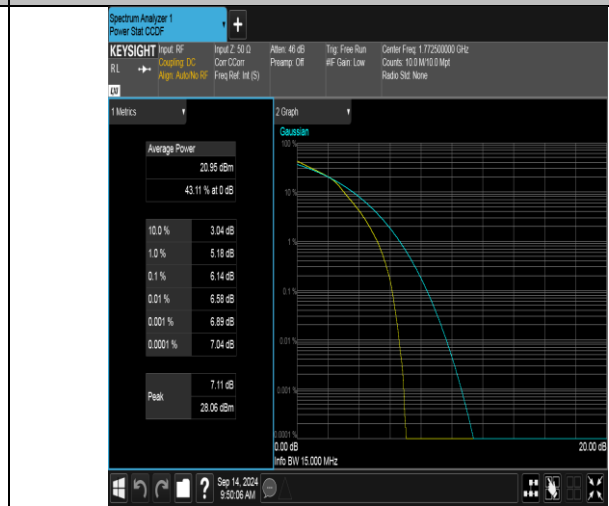 Spectrum Analyzer 1
Power Stat CCDF
+
KEYSIGHT Input: RF Input Z: 50 Ω Atten: 46 dB Trig: Free Run Center Freq: 1.772500000 GHz
RL Coupling: DC Corr CCorr Preamp: Off #IF Gain: Low Counts: 10.0 M/10.0 Mpt
Align: Auto/No RF Freq Ref: Int (S) Radio Std: None
LXI
1 Metrics
2 Graph
Gaussian
Average Power
20.95 dBm
43.11 % at 0 dB
10.0 % 3.04 dB
1.0 % 5.18 dB
0.1 % 6.14 dB
0.01 % 6.58 dB
0.001 % 6.89 dB
0.0001 % 7.04 dB
Peak 7.11 dB
28.06 dBm
100 %
10 %
1 %
0.1 %
0.01 %
0.001 %
0.0001 %
0.00 dB 20.00 dB
Info BW 15.000 MHz
? Sep 14, 2024
9:50:06 AM